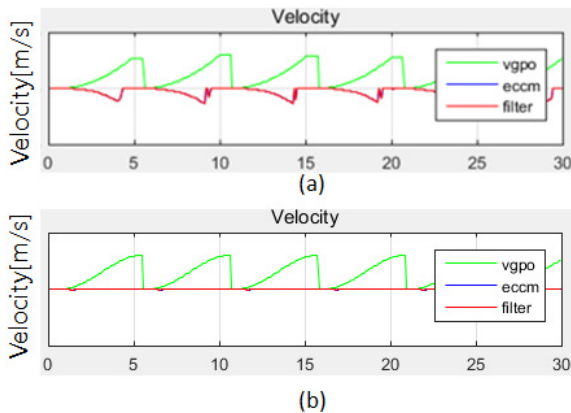 Velocity
Velocity[m/s]
vgpo
eccm
filter
0 5 10 15 20 25 30
(a)
Velocity
Velocity[m/s]
vgpo
eccm
filter
0 5 10 15 20 25 30
(b)